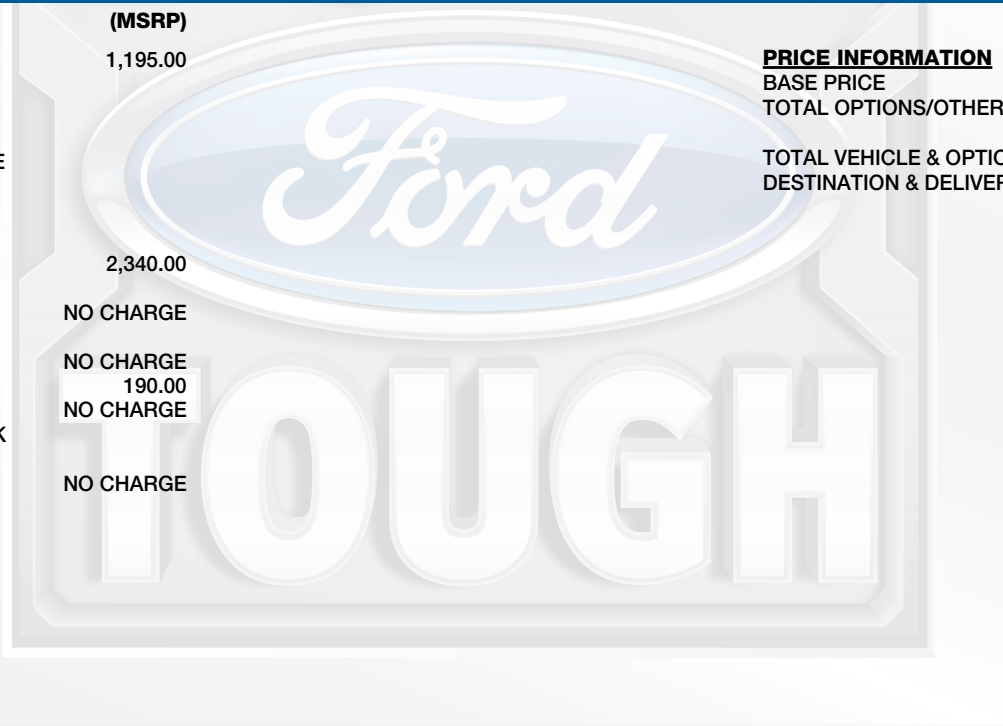 (MSRP)
1,195.00
E
2,340.00
NO CHARGE
NO CHARGE
190.00
NO CHARGE
K
NO CHARGE
PRICE INFORMATION
BASE PRICE
TOTAL OPTIONS/OTHER
TOTAL VEHICLE & OPTIO
DESTINATION & DELIVER
Ford
TOUGH